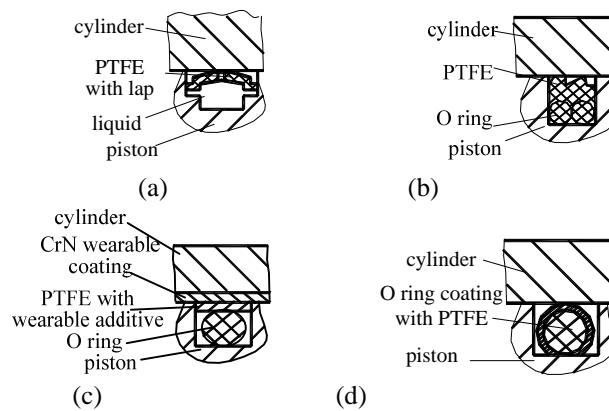 cylinder
PTFE
with lap
liquid
piston
(a)
cylinder
PTFE
O ring
piston
(b)
cylinder
CrN wearable
coating
PTFE with
wearable additive
O ring
piston
(c)
cylinder
O ring coating
with PTFE
piston
(d)